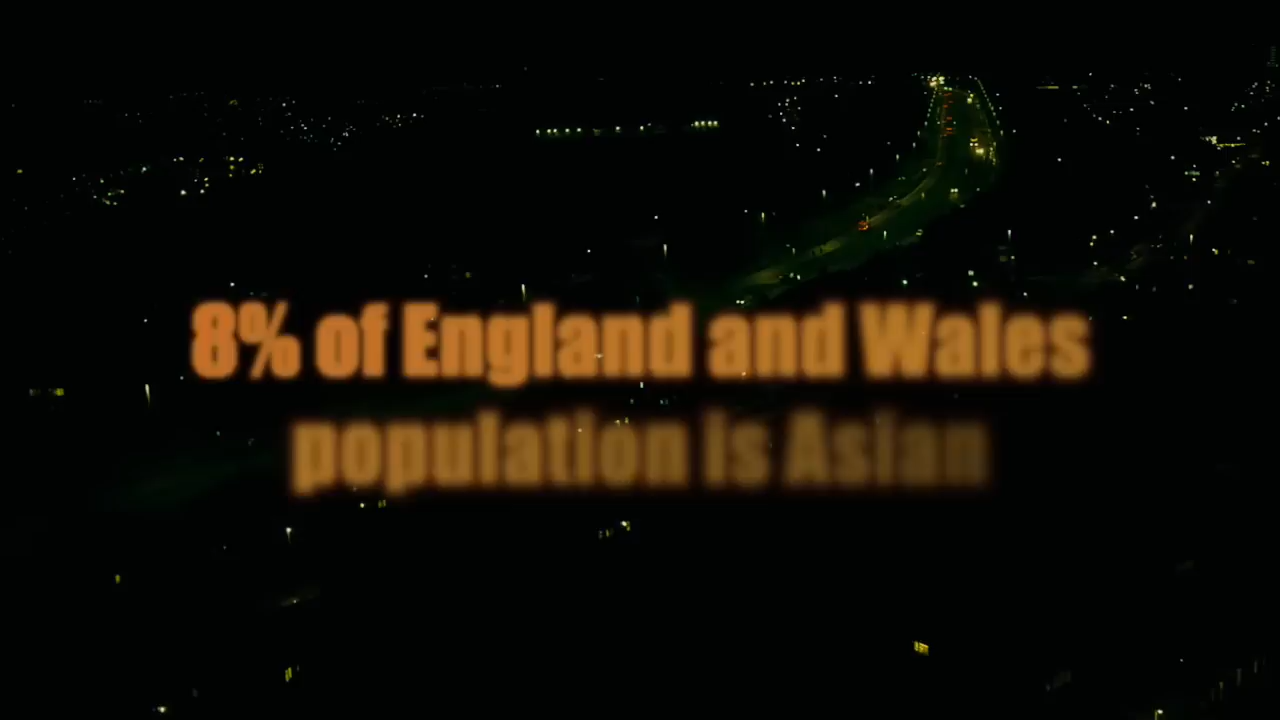 8% of England and Wales
population is Asian